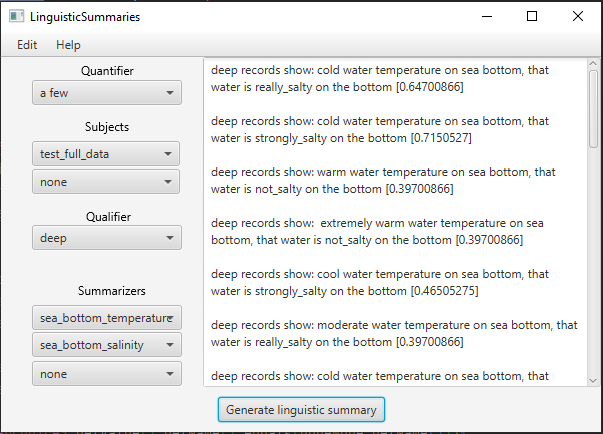 LinguisticSummaries
Edit Help
Quantifier
a few
Subjects
test_full_data
none
Qualifier
deep
Summarizers
sea_bottom_temperature
sea_bottom_salinity
none
deep records show: cold water temperature on sea bottom, that
water is really_salty on the bottom [0.64700866]
deep records show: cold water temperature on sea bottom, that
water is strongly_salty on the bottom [0.7150527]
deep records show: warm water temperature on sea bottom, that
water is not_salty on the bottom [0.39700866]
deep records show:  extremely warm water temperature on sea
bottom, that water is not_salty on the bottom [0.39700866]
deep records show: cool water temperature on sea bottom, that
water is strongly_salty on the bottom [0.46505275]
deep records show: moderate water temperature on sea bottom, that
water is really_salty on the bottom [0.39700866]
deep records show: cold water temperature on sea bottom, that
Generate linguistic summary